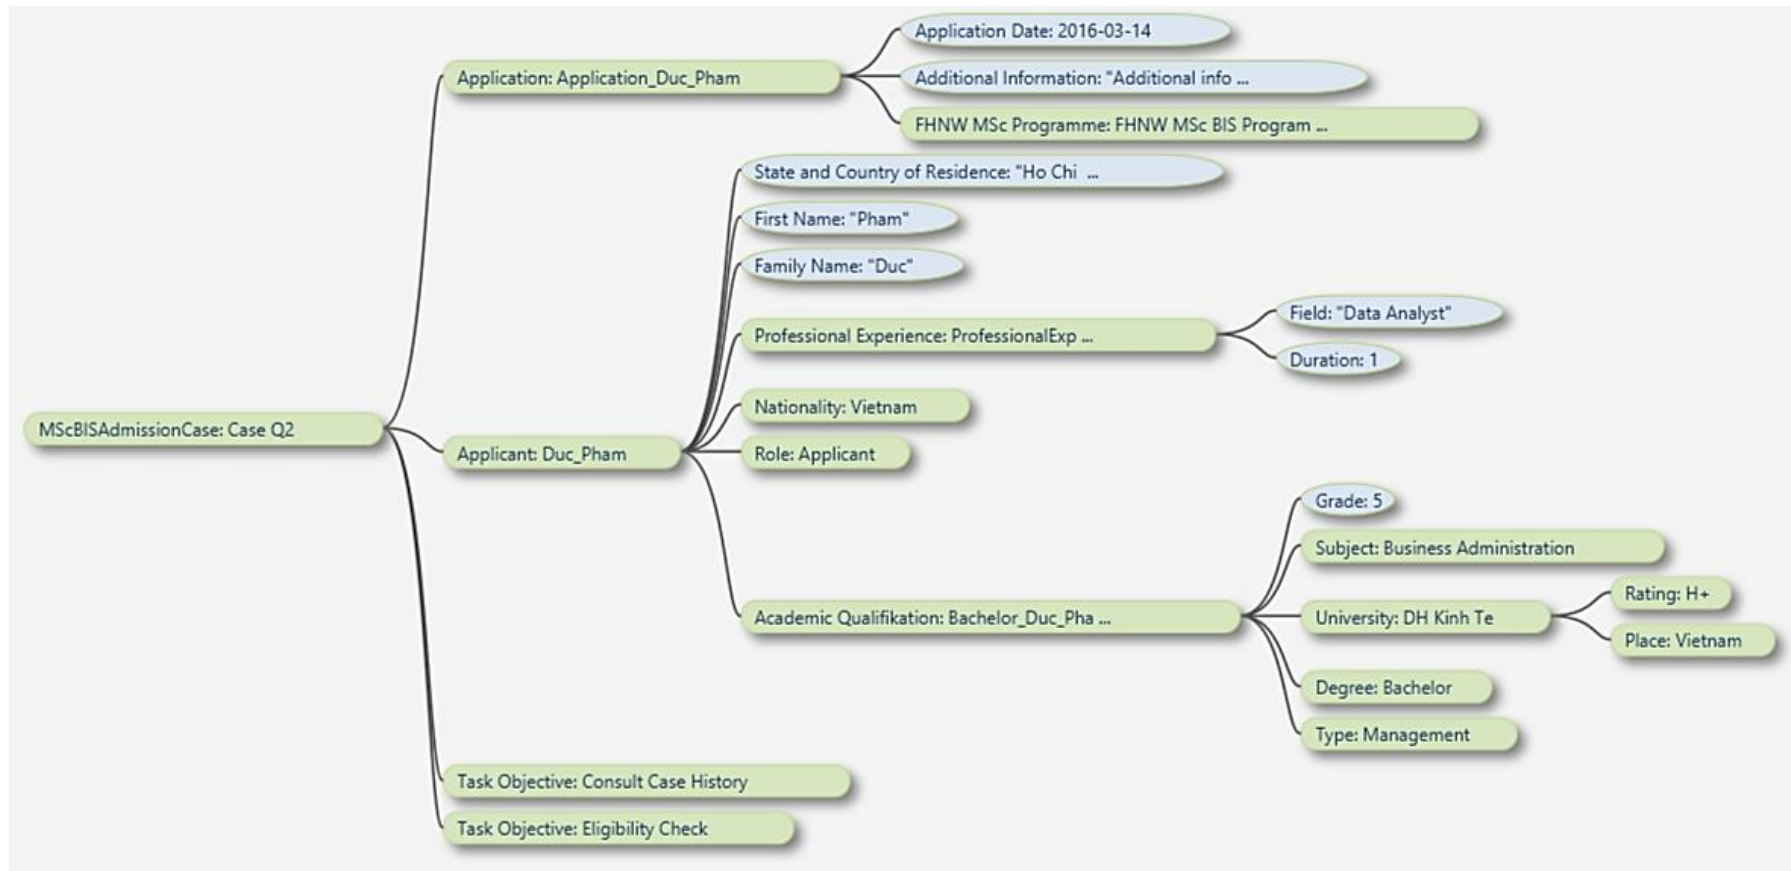 Application Date: 2016-03-14
Application: Application_Duc_Pham
Additional Information: "Additional info ...
FHNW MSc Programme: FHNW MSc BIS Program ...
State and Country of Residence: "Ho Chi ...
First Name: "Pham"
Family Name: "Duc"
Field: "Data Analyst"
Professional Experience: ProfessionalExp ...
Duration: 1
Nationality: Vietnam
MScBISAdmissionCase: Case Q2
Applicant: Duc_Pham
Role: Applicant
Grade: 5
Subject: Business Administration
Rating: H+
Academic Qualifikation: Bachelor_Duc_Pha ...
University: DH Kinh Te
Place: Vietnam
Degree: Bachelor
Type: Management
Task Objective: Consult Case History
Task Objective: Eligibility Check